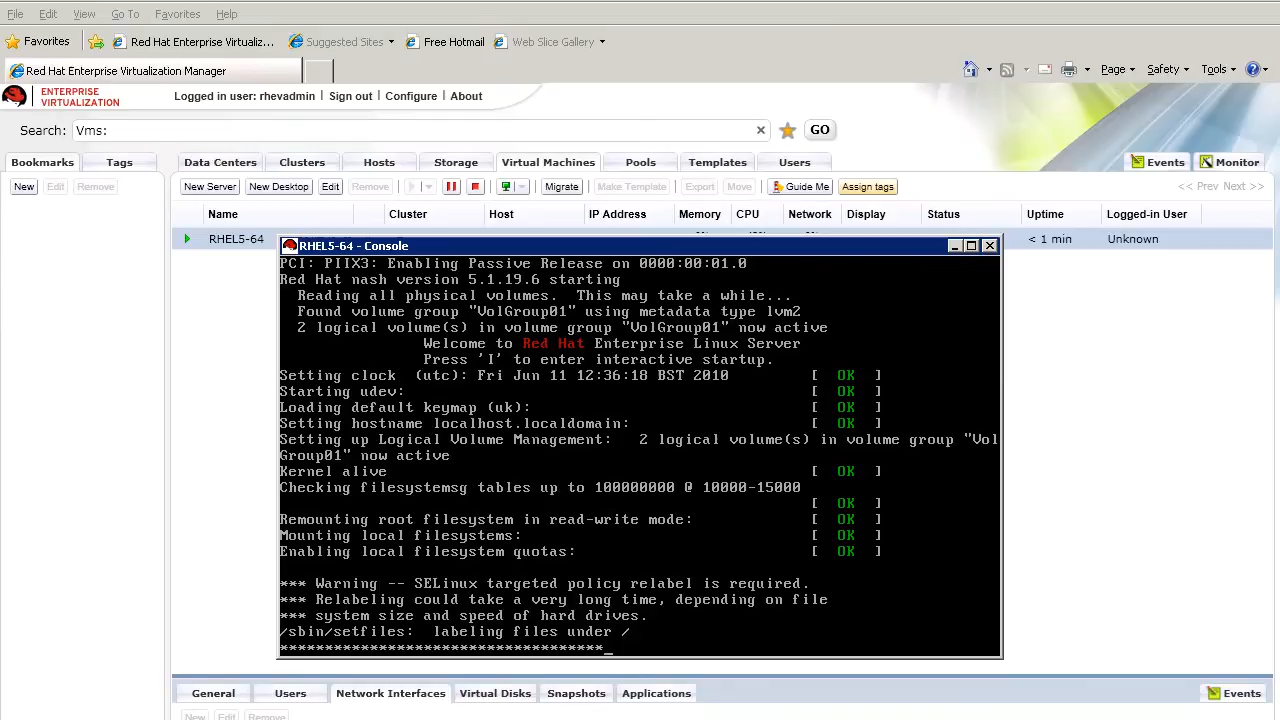 File Edit View Go To Favorites Help
Favorites Red Hat Enterprise Virtualiz... Suggested Sites Free Hotmail Web Slice Gallery
Red Hat Enterprise Virtualization Manager Page Safety Tools
ENTERPRISE
VIRTUALIZATION
Logged in user: rhevadmin | Sign out | Configure | About
Search: Vms: × GO
Bookmarks Tags Data Centers Clusters Hosts Storage Virtual Machines Pools Templates Users Events Monitor
New Edit Remove New Server New Desktop Edit Remove Migrate Make Template Export Move Guide Me Assign tags << Prev Next >>
Name Cluster Host IP Address Memory CPU Network Display Status Uptime Logged-in User
RHEL5-64 < 1 min Unknown
RHEL5-64 - Console
PCI: PIIX3: Enabling Passive Release on 0000:00:01.0
Red Hat nash version 5.1.19.6 starting
Reading all physical volumes. This may take a while...
Found volume group "VolGroup01" using metadata type lvm2
2 logical volume(s) in volume group "VolGroup01" now active
Welcome to Red Hat Enterprise Linux Server
Press 'I' to enter interactive startup.
Setting clock (utc): Fri Jun 11 12:36:18 BST 2010 [ OK ]
Starting udev: [ OK ]
Loading default keymap (uk): [ OK ]
Setting hostname localhost.localdomain: [ OK ]
Setting up Logical Volume Management: 2 logical volume(s) in volume group "Vol
Group01" now active
Kernel alive [ OK ]
Checking filesystemsg tables up to 100000000 @ 10000-15000
[ OK ]
Remounting root filesystem in read-write mode: [ OK ]
Mounting local filesystems: [ OK ]
Enabling local filesystem quotas: [ OK ]
*** Warning -- SELinux targeted policy relabel is required.
*** Relabeling could take a very long time, depending on file
*** system size and speed of hard drives.
/sbin/setfiles: labeling files under /
************************************_
General Users Network Interfaces Virtual Disks Snapshots Applications Events
New Edit Remove